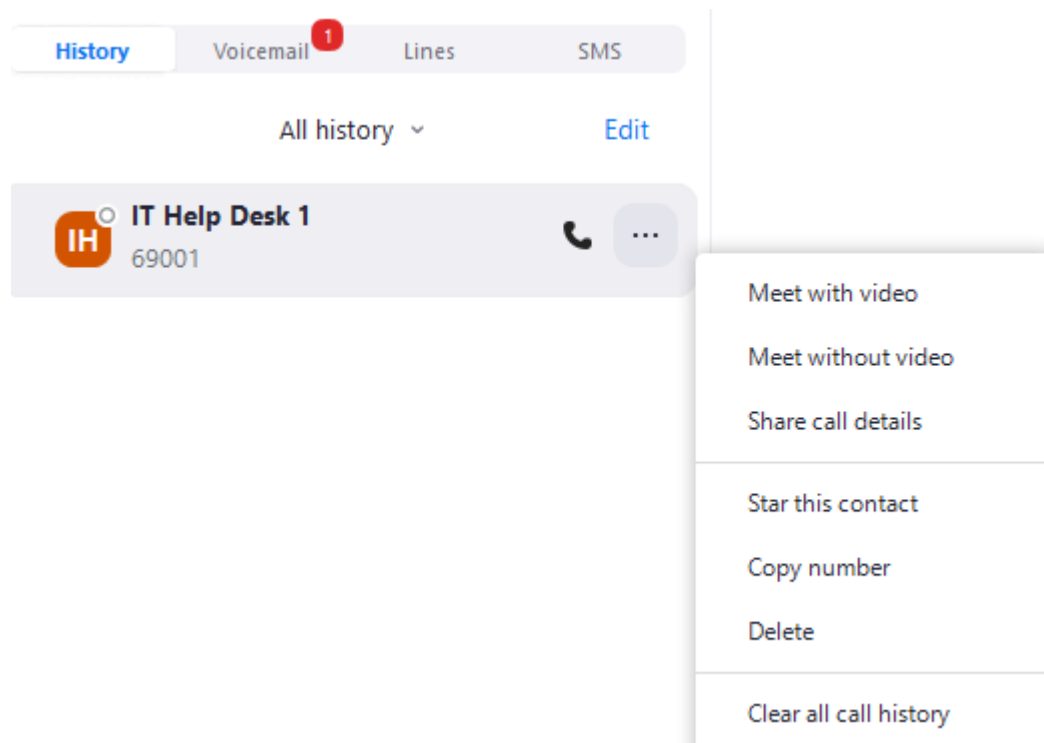 History Voicemail 1 Lines SMS
All history Edit
IH IT Help Desk 1
69001
Meet with video
Meet without video
Share call details
Star this contact
Copy number
Delete
Clear all call history